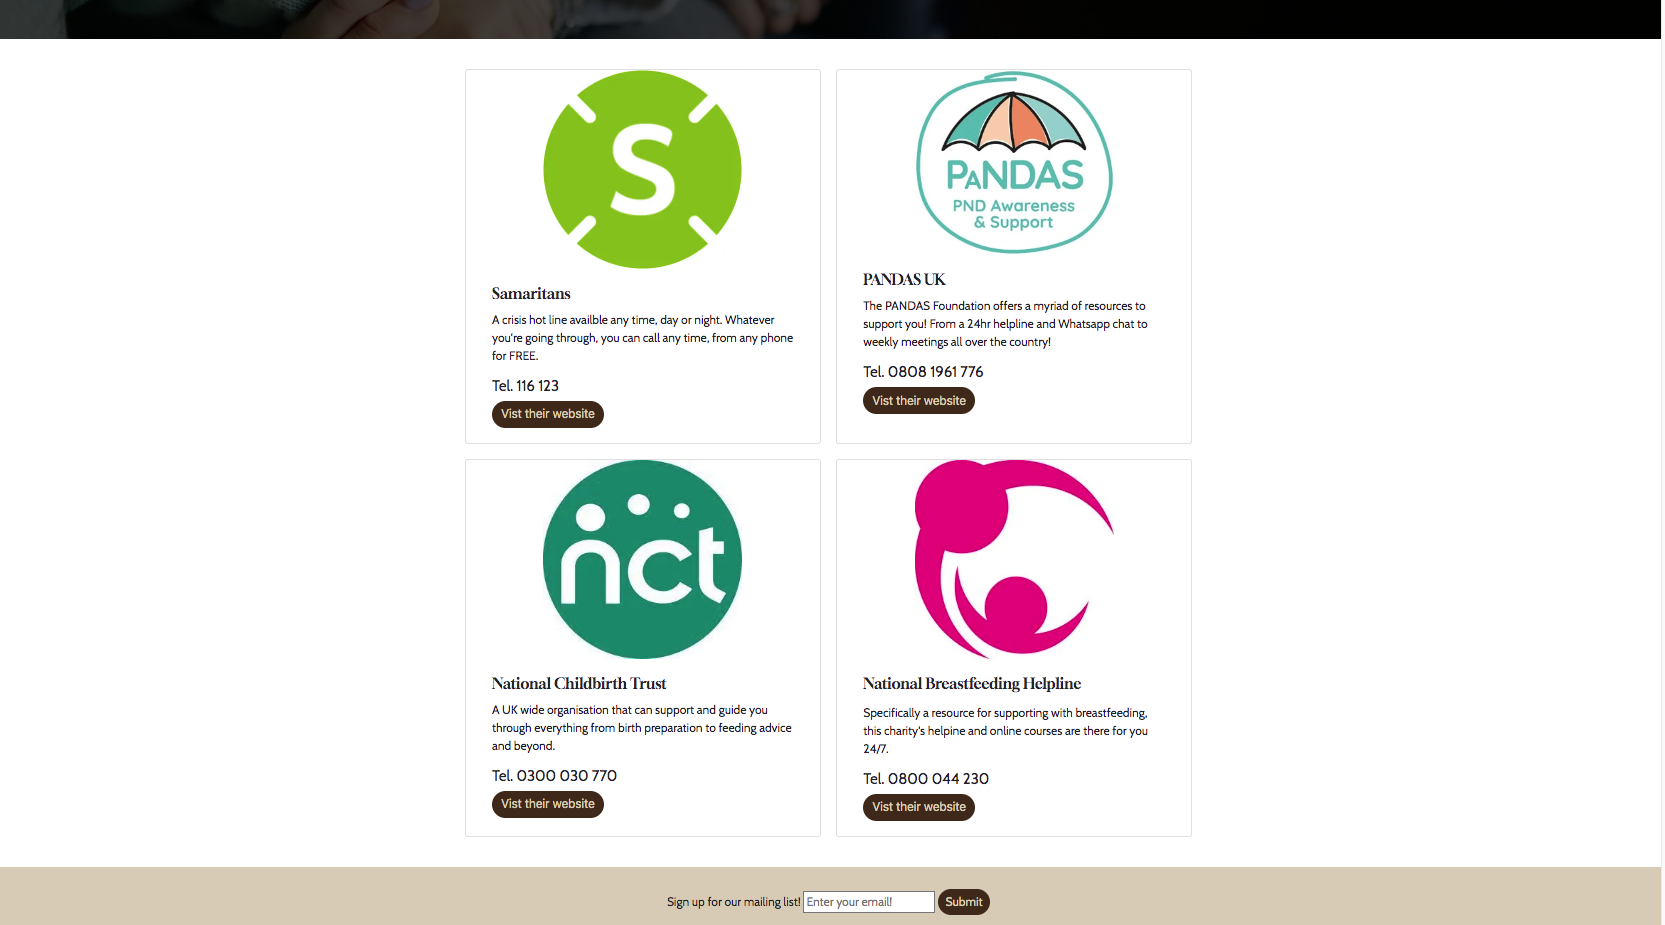 S
Samaritans
A crisis hot line availble any time, day or night. Whatever
you're going through, you can call any time, from any phone
for FREE.
Tel. 116 123
Vist their website
PANDAS
PND Awareness
& Support
PANDAS UK
The PANDAS Foundation offers a myriad of resources to
support you! From a 24hr helpline and Whatsapp chat to
weekly meetings all over the country!
Tel. 0808 1961 776
Vist their website
nct
National Childbirth Trust
A UK wide organisation that can support and guide you
through everything from birth preparation to feeding advice
and beyond.
Tel. 0300 030 770
Vist their website
National Breastfeeding Helpline
Specifically a resource for supporting with breastfeeding,
this charity's helpine and online courses are there for you
24/7.
Tel. 0800 044 230
Vist their website
Sign up for our mailing list! Enter your email! Submit